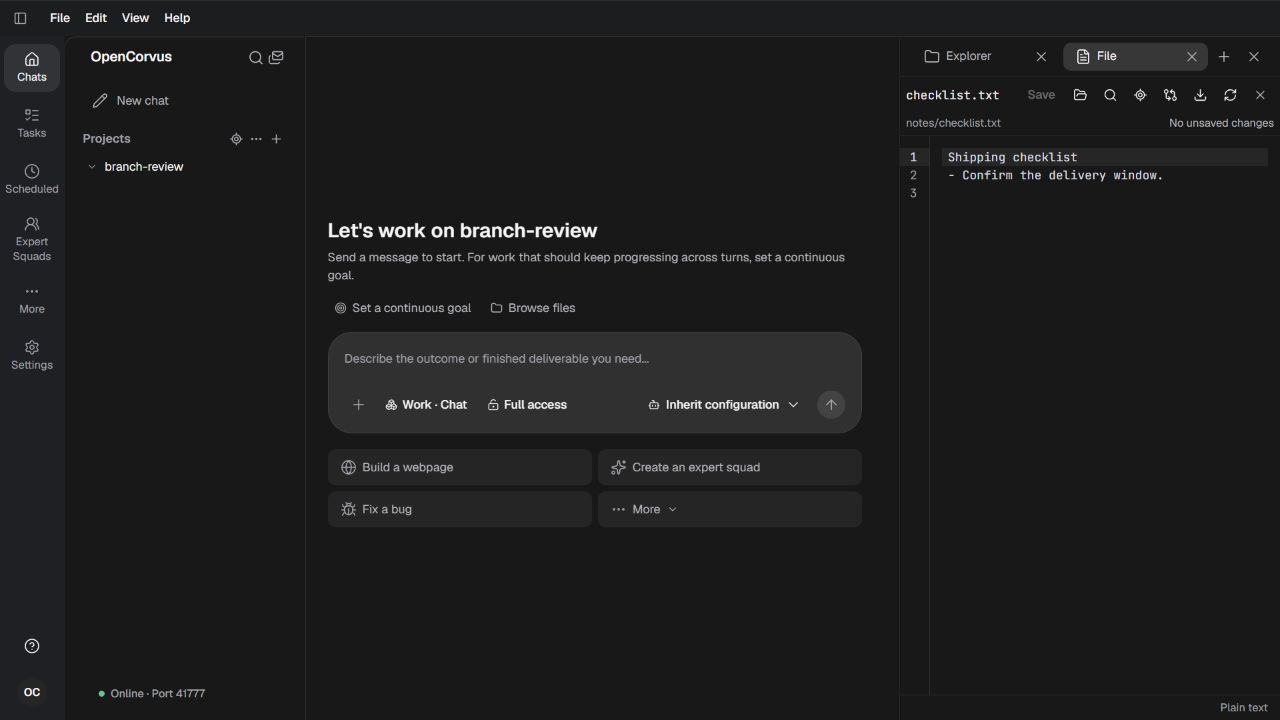 File Edit View Help
Chats
Tasks
Scheduled
Expert
Squads
More
Settings
OC
OpenCorvus
New chat
Projects
branch-review
Online · Port 41777
Let's work on branch-review
Send a message to start. For work that should keep progressing across turns, set a continuous
goal.
Set a continuous goal Browse files
Describe the outcome or finished deliverable you need...
Work · Chat Full access Inherit configuration
Build a webpage Create an expert squad
Fix a bug More
Explorer File
checklist.txt Save
notes/checklist.txt No unsaved changes
1 Shipping checklist
2 - Confirm the delivery window.
3
Plain text